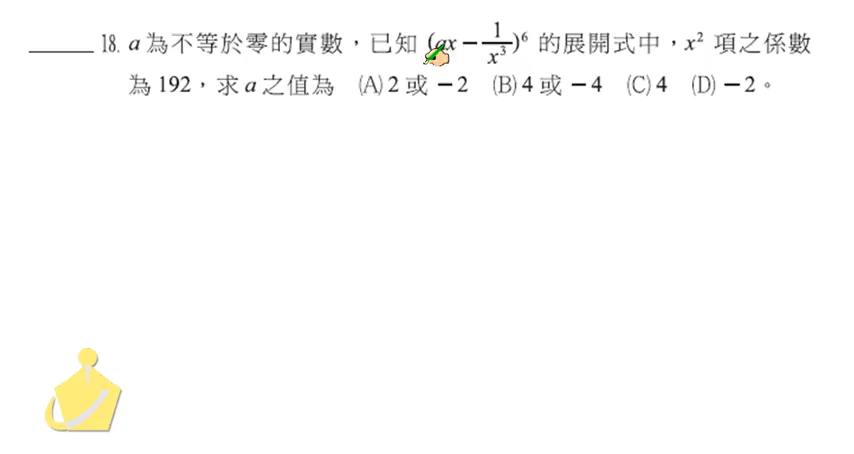 ______ 18. a 為不等於零的實數，已知 (ax − 1/x³)⁶ 的展開式中，x² 項之係數
為 192，求 a 之值為 (A) 2 或 − 2 (B) 4 或 − 4 (C) 4 (D) − 2。